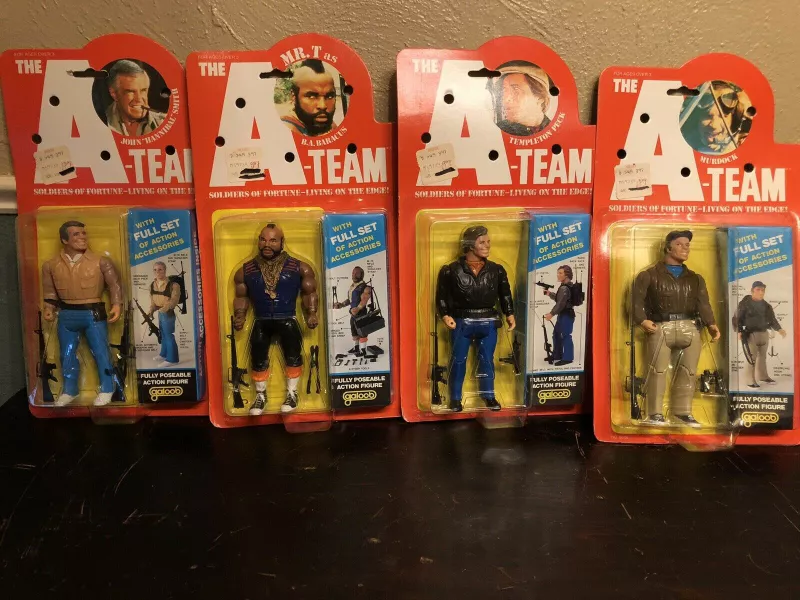 THE
A
-TEAM
JOHN "HANNIBAL" SMITH
SOLDIERS OF FORTUNE-LIVING ON THE E
WITH
FULL SET
OF ACTION
ACCESSORIES
FULLY POSEABLE
ACTION FIGURE
galoob
THE
A
-TEAM
MR. T as
B.A. BARACUS
SOLDIERS OF FORTUNE-LIVING ON THE EDGE!
WITH
FULL SET
OF ACTION
ACCESSORIES
FULLY POSEABLE
ACTION FIGURE
galoob
THE
A
-TEAM
TEMPLETON PECK
SOLDIERS OF FORTUNE-LIVING ON THE EDGE!
WITH
FULL SET
OF ACTION
ACCESSORIES
FULLY POSEABLE
ACTION FIGURE
galoob
THE
A
-TEAM
MURDOCK
SOLDIERS OF FORTUNE-LIVING ON THE EDGE!
WITH
FULL SET
OF ACTION
ACCESSORIES
FULLY POSEABLE
ACTION FIGURE
galoob